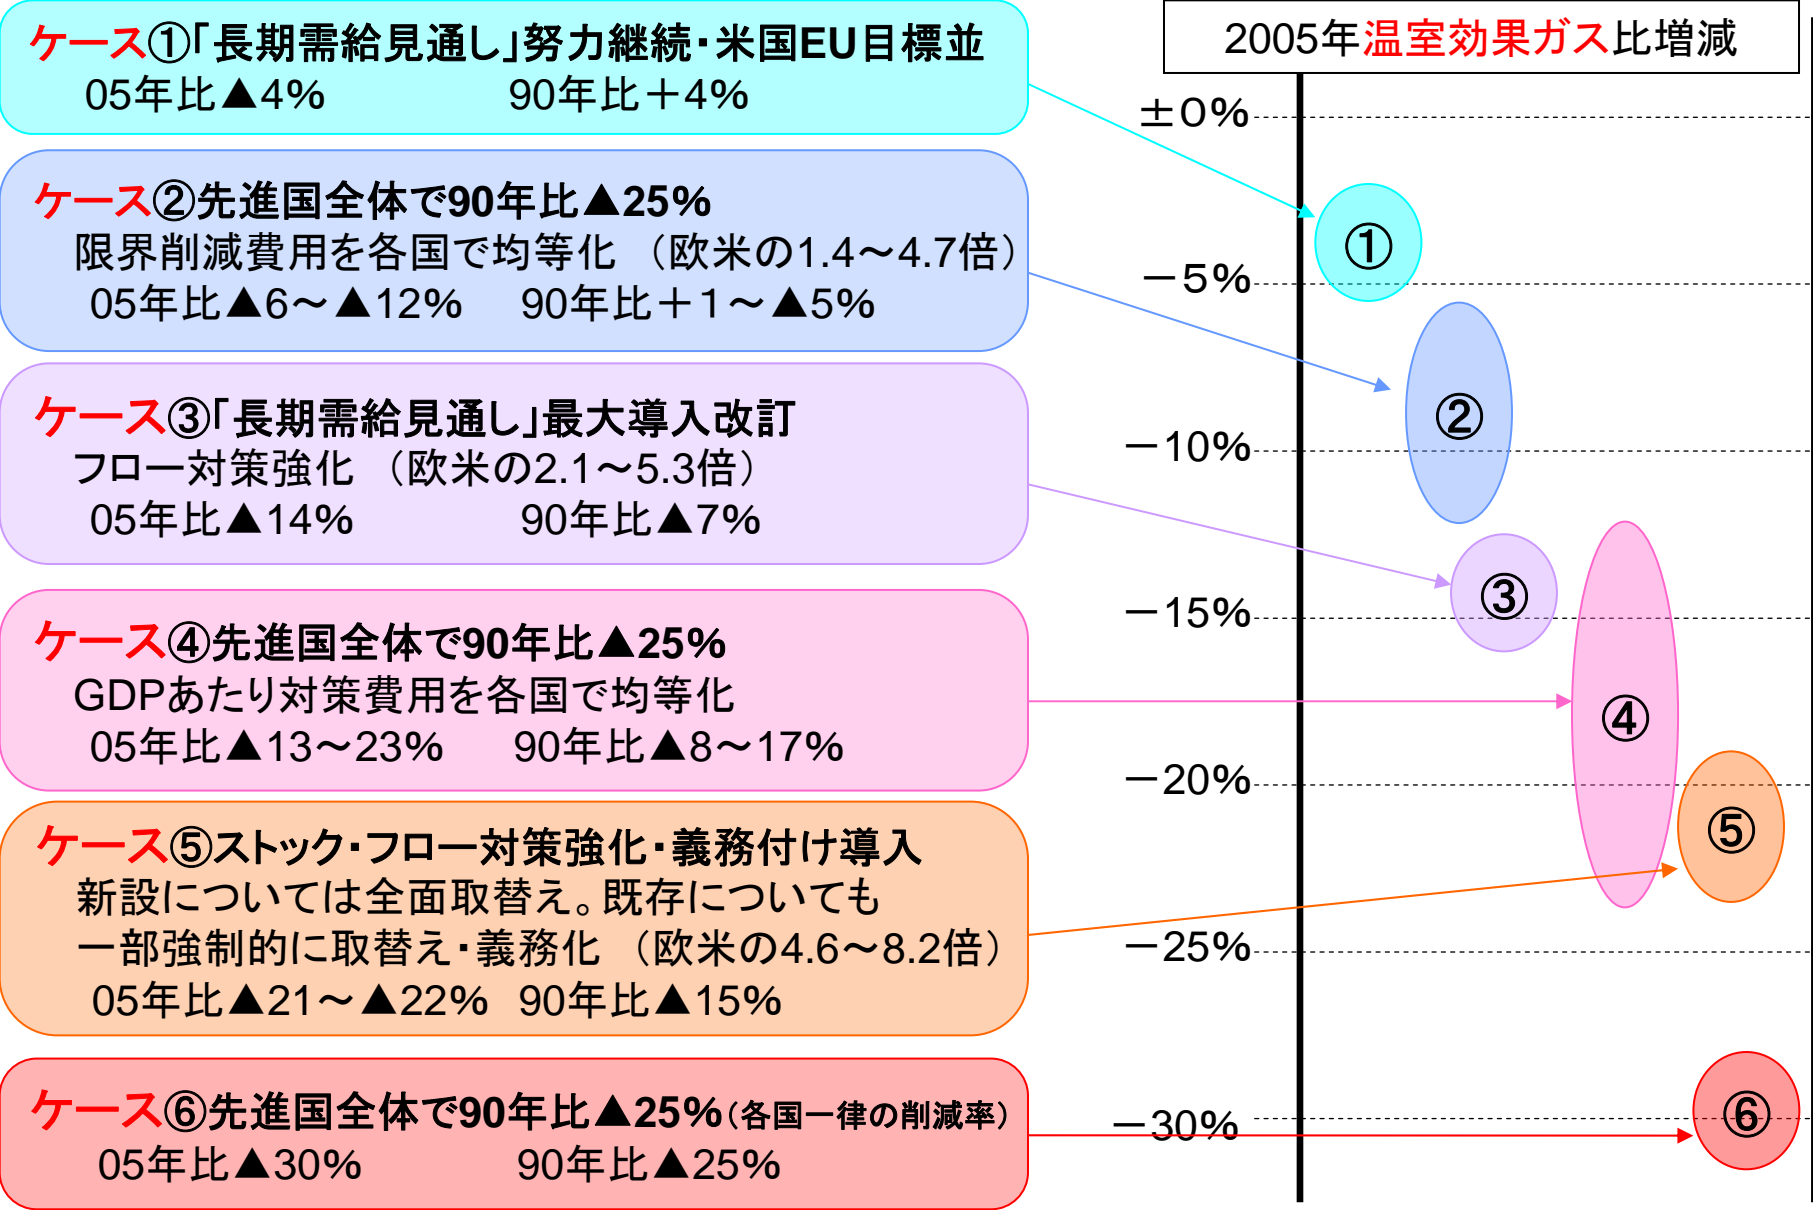 ケース①「長期需給見通し」努力継続・米国EU目標並
05年比▲4% 90年比＋4%
ケース②先進国全体で90年比▲25%
限界削減費用を各国で均等化 （欧米の1.4～4.7倍）
05年比▲6～▲12% 90年比＋１～▲5%
ケース③「長期需給見通し」最大導入改訂
フロー対策強化 （欧米の2.1～5.3倍）
05年比▲14% 90年比▲7%
ケース④先進国全体で90年比▲25%
GDPあたり対策費用を各国で均等化
05年比▲13～23% 90年比▲8～17%
ケース⑤ストック・フロー対策強化・義務付け導入
新設については全面取替え。既存についても
一部強制的に取替え・義務化 （欧米の4.6～8.2倍）
05年比▲21～▲22% 90年比▲15%
ケース⑥先進国全体で90年比▲25%（各国一律の削減率）
05年比▲30% 90年比▲25%
2005年温室効果ガス比増減
±０%
－５%
－10%
－15%
－20%
－25%
－30%
①
②
③
④
⑤
⑥